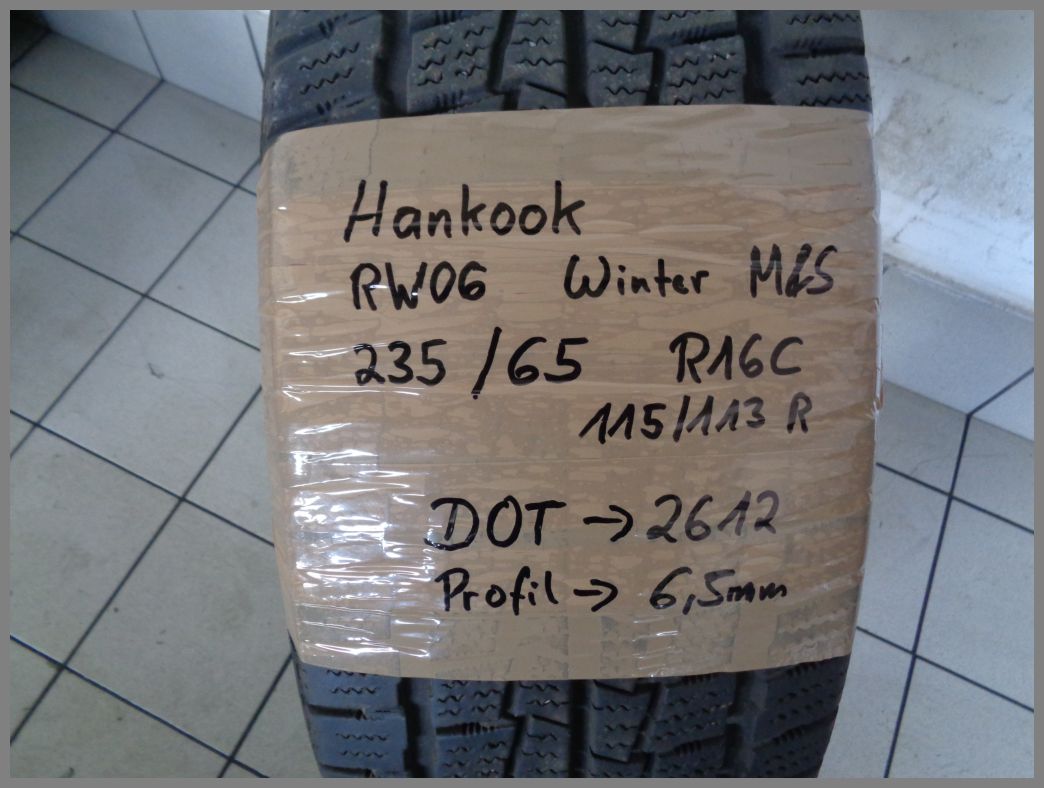 Hankook
RW06 Winter M&S
235/65 R16C
115/113 R
DOT → 2612
Profil → 6,5mm